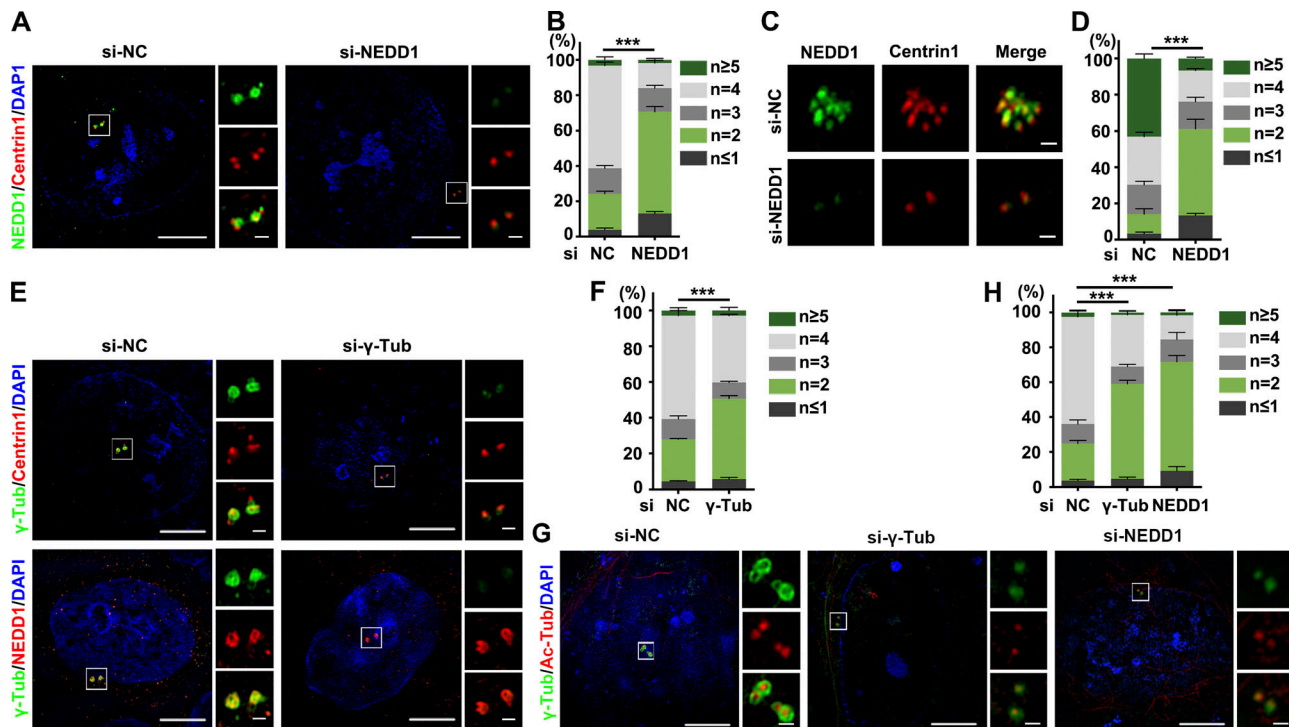 A
si-NC
si-NEDD1
NEDD1/Centrin1/DAP1
B
(%)
***
100
80
60
40
20
0
n≥5
n=4
n=3
n=2
n≤1
si NC NEDD1
C
NEDD1 Centrin1 Merge
si-NC
si-NEDD1
D
(%)
***
100
80
60
40
20
0
n≥5
n=4
n=3
n=2
n≤1
si NC NEDD1
E
si-NC
si-γ-Tub
γ-Tub/Centrin1/DAPI
γ-Tub/NEDD1/DAPI
F
(%)
***
100
80
60
40
20
0
n≥5
n=4
n=3
n=2
n≤1
si NC γ-Tub
H
(%)
***
***
100
80
60
40
20
0
n≥5
n=4
n=3
n=2
n≤1
si NC γ-Tub NEDD1
G
si-NC
si-γ-Tub
si-NEDD1
γ-Tub/Ac-Tub/DAPI